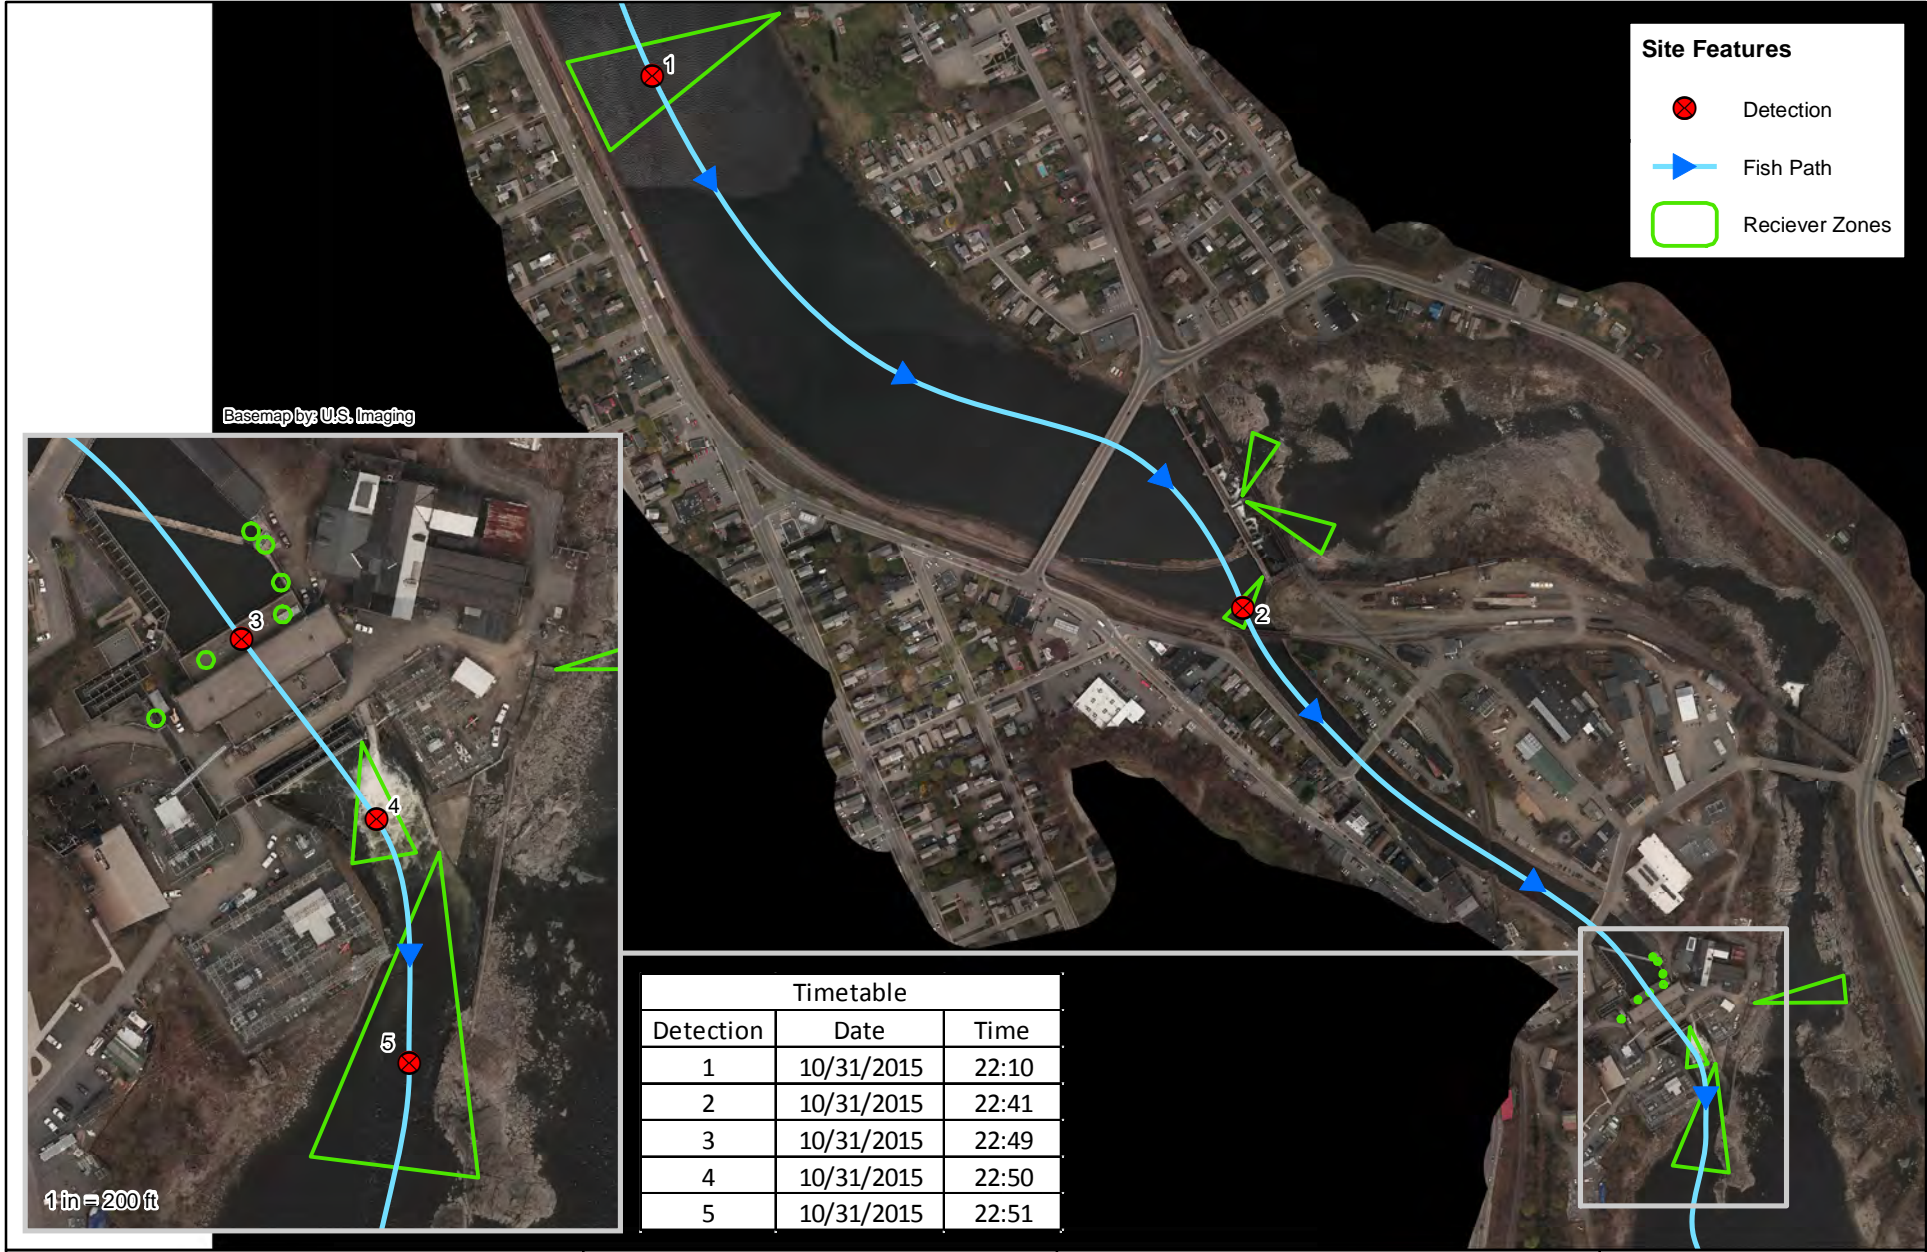 1
Site Features
Detection
Fish Path
Reciever Zones
Basemap by: U.S. Imaging
2
3
4
5
1 in = 200 ft
Timetable
Detection Date Time
1 10/31/2015 22:10
2 10/31/2015 22:41
3 10/31/2015 22:49
4 10/31/2015 22:50
5 10/31/2015 22:51